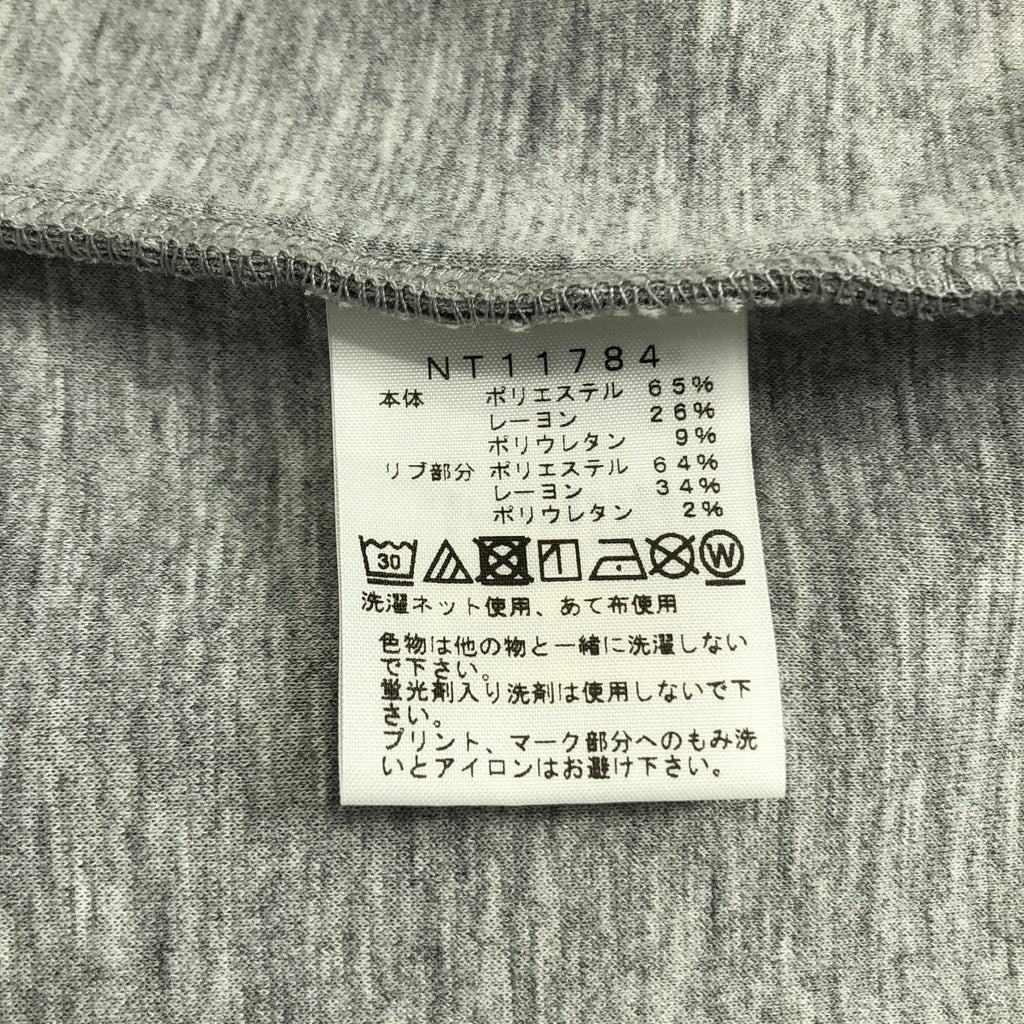 NT11784
本体 ポリエステル 65%
レーヨン 26%
ポリウレタン 9%
リブ部分 ポリエステル 64%
レーヨン 34%
ポリウレタン 2%
30 W
洗濯ネット使用、あて布使用
色物は他の物と一緒に洗濯しない
で下さい。
蛍光剤入り洗剤は使用しないで下
さい。
プリント、マーク部分へのもみ洗
いとアイロンはお避け下さい。